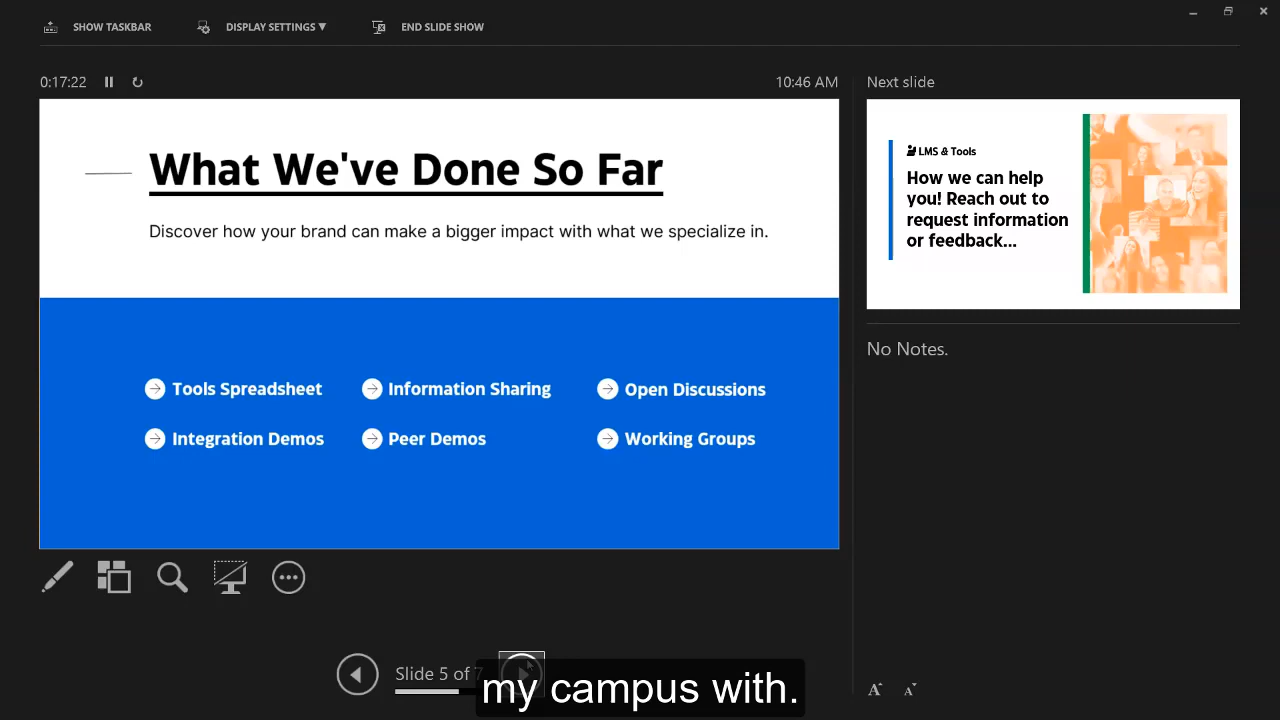 SHOW TASKBAR
DISPLAY SETTINGS ▼
END SLIDE SHOW
0:17:22
10:46 AM
Next slide
What We've Done So Far
Discover how your brand can make a bigger impact with what we specialize in.
Tools Spreadsheet
Information Sharing
Open Discussions
Integration Demos
Peer Demos
Working Groups
LMS & Tools
How we can help
you! Reach out to
request information
or feedback...
No Notes.
Slide 5 of 7
my campus with.
A
A